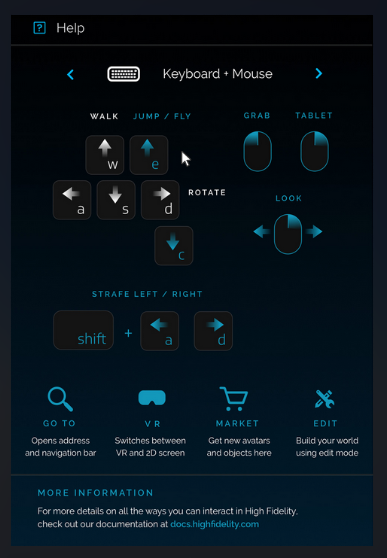 ? Help
Keyboard + Mouse
WALK JUMP / FLY GRAB TABLET
w e
a s d ROTATE
LOOK
c
STRAFE LEFT / RIGHT
shift + a d
GO TO VR MARKET EDIT
Opens address Switches between Get new avatars Build your world
and navigation bar VR and 2D screen and objects here using edit mode
MORE INFORMATION
For more details on all the ways you can interact in High Fidelity,
check out our documentation at docs.highfidelity.com